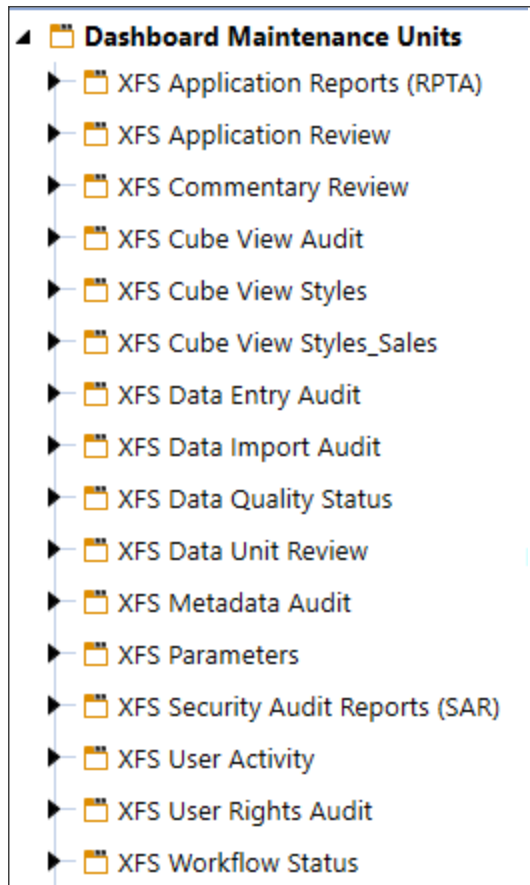 Dashboard Maintenance Units
XFS Application Reports (RPTA)
XFS Application Review
XFS Commentary Review
XFS Cube View Audit
XFS Cube View Styles
XFS Cube View Styles_Sales
XFS Data Entry Audit
XFS Data Import Audit
XFS Data Quality Status
XFS Data Unit Review
XFS Metadata Audit
XFS Parameters
XFS Security Audit Reports (SAR)
XFS User Activity
XFS User Rights Audit
XFS Workflow Status